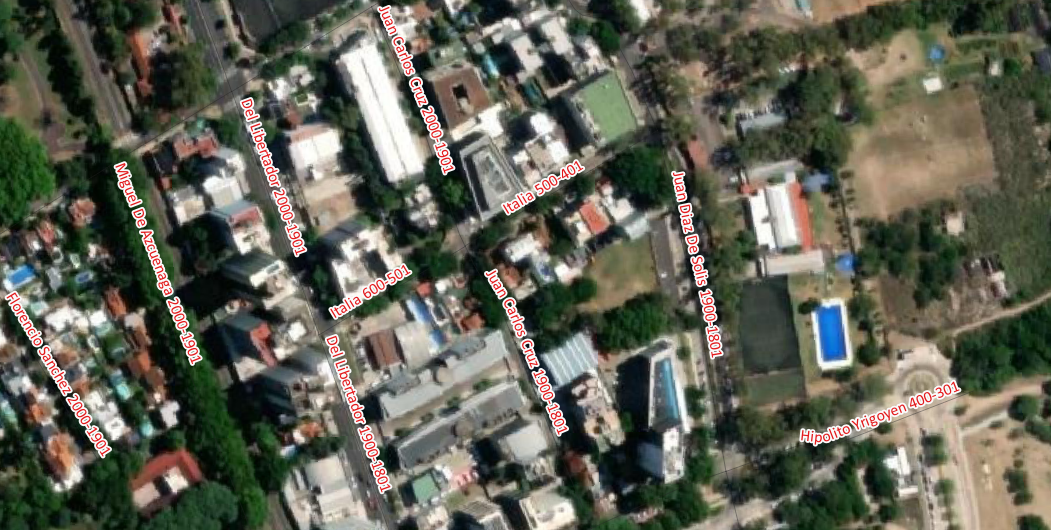 Juan Carlos Cruz 2000-1901
Del Libertador 2000-1901
Miguel De Azcuenaga 2000-1901
Italia 500-401
Juan Diaz De Solis 1900-1801
Italia 600-501
Juan Carlos Cruz 1900-1801
Florencio Sanchez 2000-1901
Del Libertador 1900-1801
Hipolito Yrigoyen 400-301